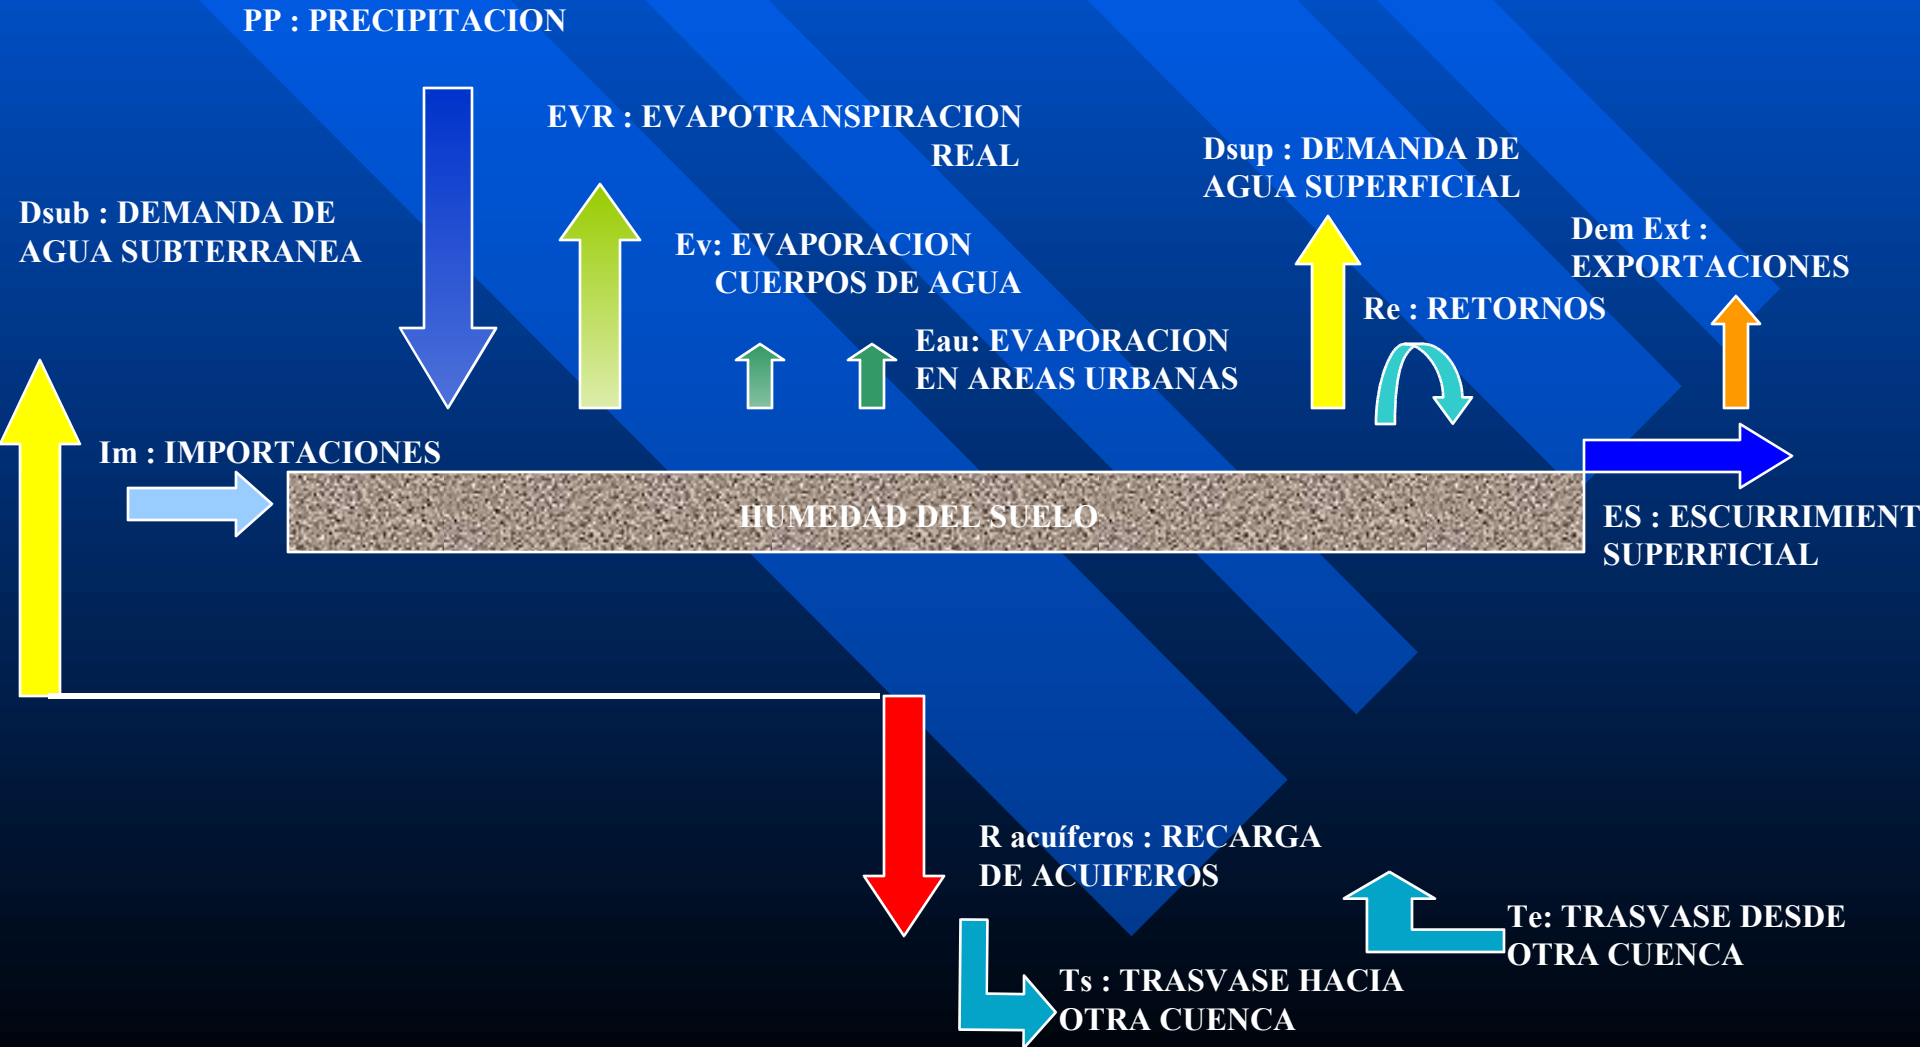 PP : PRECIPITACION
EVR : EVAPOTRANSPIRACION
REAL
Dsup : DEMANDA DE
AGUA SUPERFICIAL
Dsub : DEMANDA DE
AGUA SUBTERRANEA
Ev: EVAPORACION
CUERPOS DE AGUA
Dem Ext :
EXPORTACIONES
Re : RETORNOS
Eau: EVAPORACION
EN AREAS URBANAS
Im : IMPORTACIONES
HUMEDAD DEL SUELO
ES : ESCURRIMIENT
SUPERFICIAL
R acuíferos : RECARGA
DE ACUIFEROS
Te: TRASVASE DESDE
OTRA CUENCA
Ts : TRASVASE HACIA
OTRA CUENCA